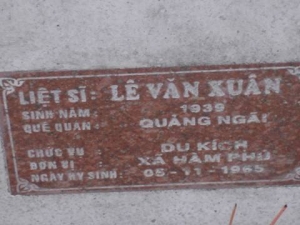 LIỆT SĨ: LÊ VĂN XUÂN
SINH NĂM: 1939
QUÊ QUÁN: QUẢNG NGÃI
CHỨC VỤ: DU KÍCH
ĐƠN VỊ: XÃ HÀM PHÚ
NGÀY HY SINH: 05-11-1965